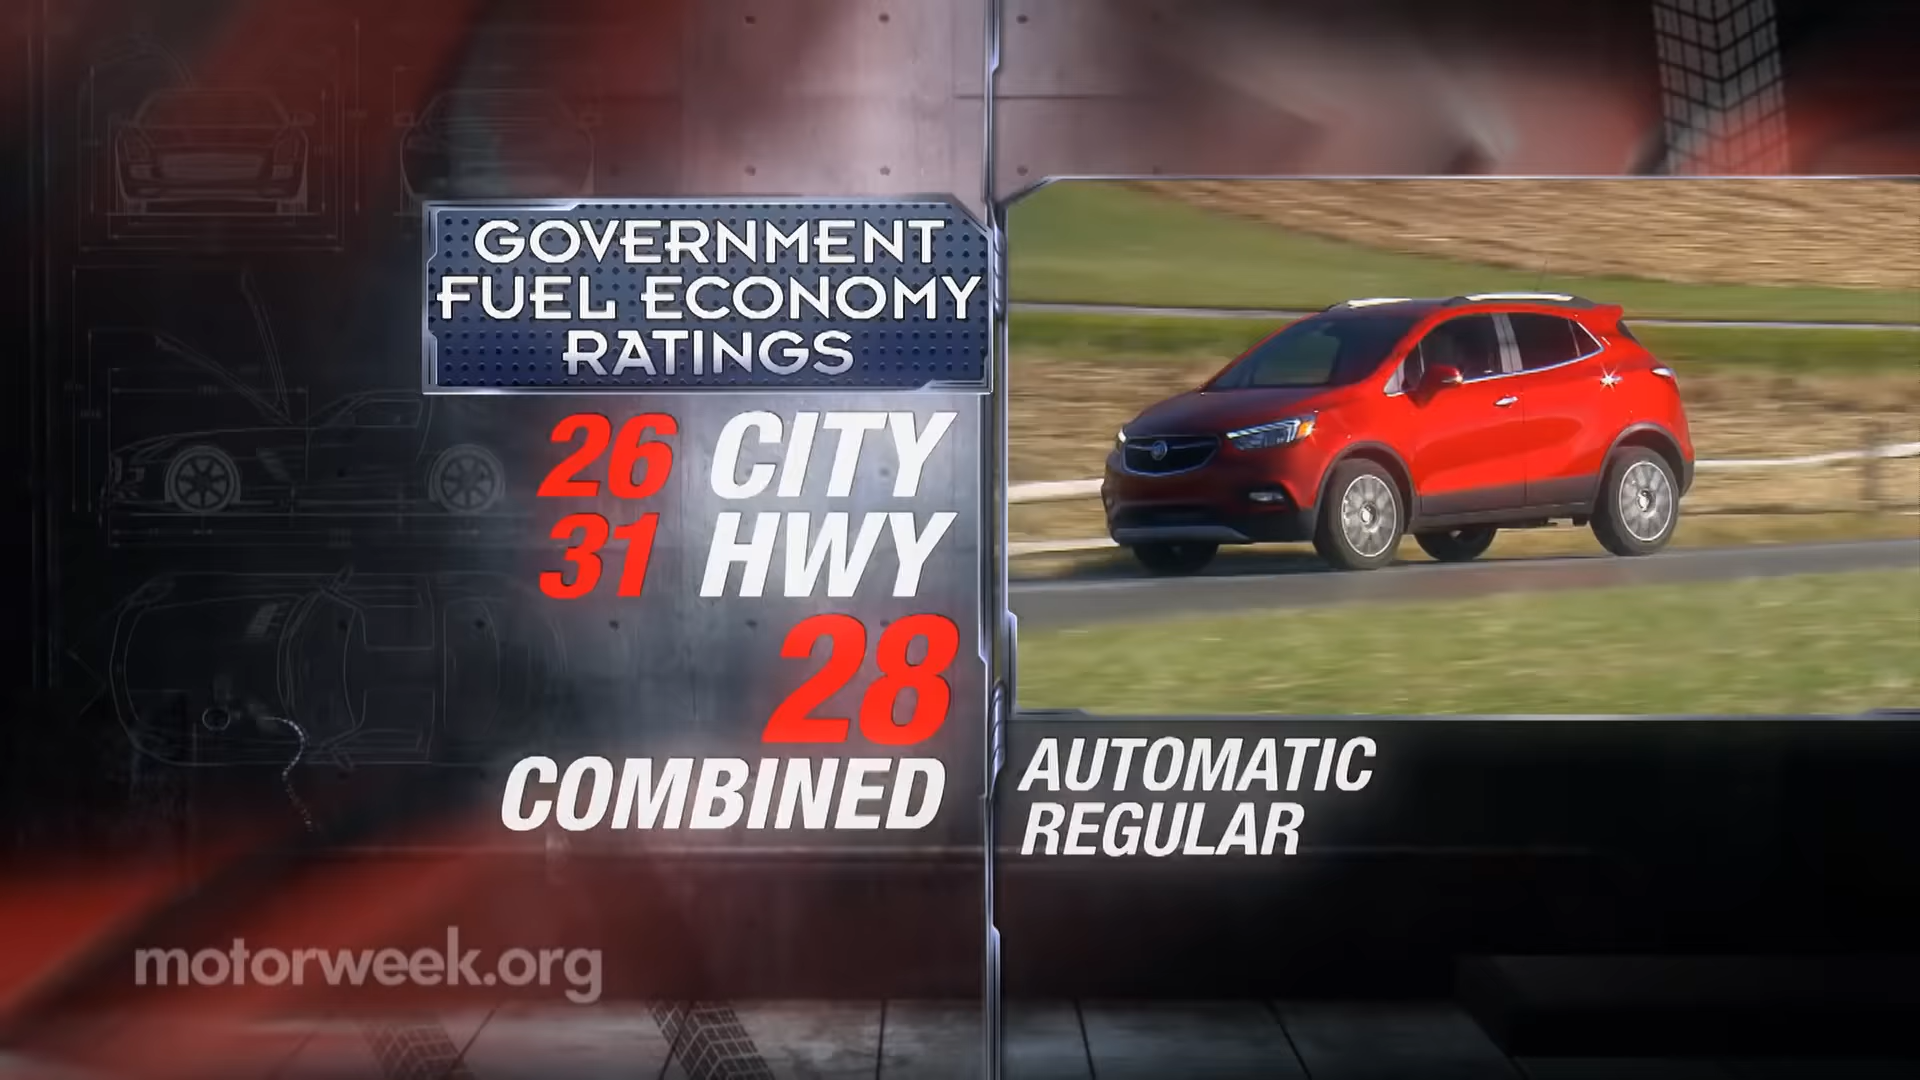 GOVERNMENT
FUEL ECONOMY
RATINGS
26 CITY
31 HWY
28
COMBINED
AUTOMATIC
REGULAR
motorweek.org